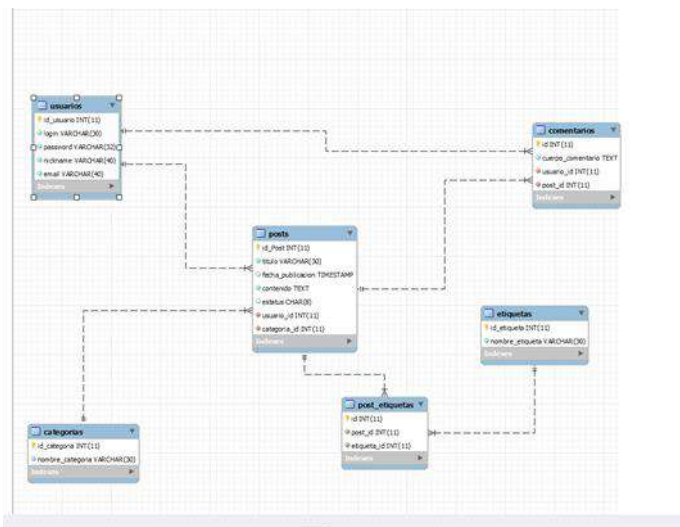 usuarios
id_usuario INT(11)
login VARCHAR(30)
password VARCHAR(32)
nickname VARCHAR(40)
email VARCHAR(40)
Indexes
comentarios
id INT(11)
cuerpo_comentario TEXT
usuario_id INT(11)
post_id INT(11)
Indexes
posts
id_Post INT(11)
titulo VARCHAR(30)
fecha_publicacion TIMESTAMP
contenido TEXT
estatus CHAR(8)
usuario_id INT(11)
categoria_id INT(11)
Indexes
etiquetas
id_etiqueta INT(11)
nombre_etiqueta VARCHAR(30)
Indexes
post_etiquetas
id INT(11)
post_id INT(11)
etiqueta_id INT(11)
Indexes
categorias
id_categoria INT(11)
nombre_categoria VARCHAR(30)
Indexes